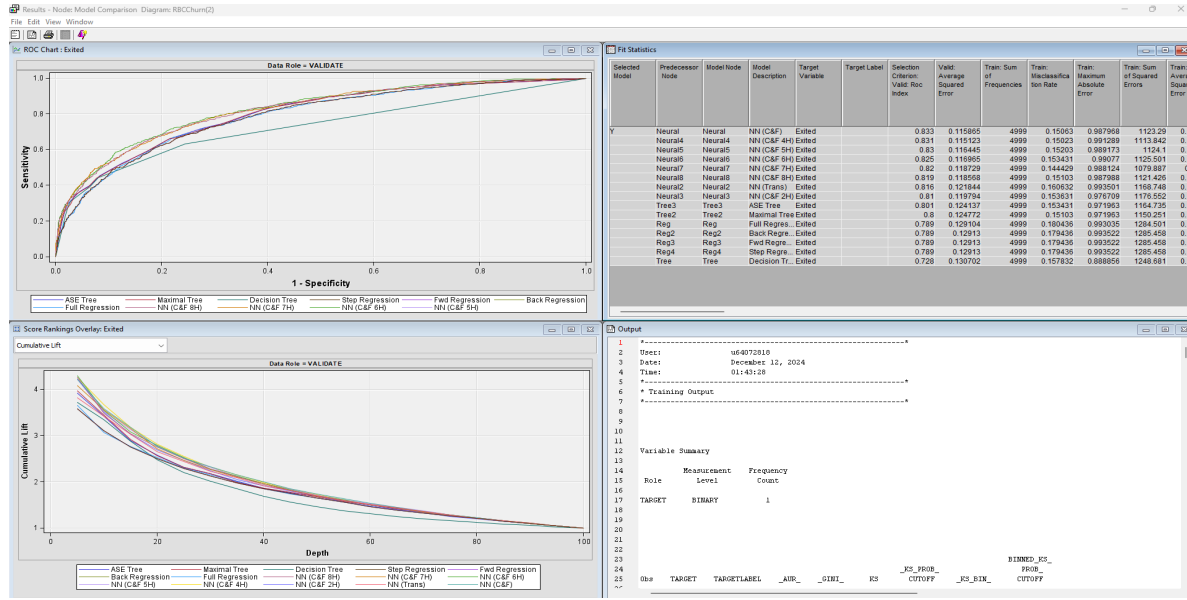 Results - Node: Model Comparison Diagram: RBCChurn(2)
File Edit View Window
ROC Chart : Exited
Data Role = VALIDATE
Sensitivity
1.0
0.8
0.6
0.4
0.2
0.0
0.0 0.2 0.4 0.6 0.8 1.0
1 - Specificity
ASE Tree Maximal Tree Decision Tree Step Regression Fwd Regression Back Regression
Full Regression NN (C&F 8H) NN (C&F 7H) NN (C&F 6H) NN (C&F 5H)
Fit Statistics
Selected Model Predecessor Node Model Node Model Description Target Variable Target Label Selection Criterion: Valid: Roc Index Valid: Average Squared Error Train: Sum of Frequencies Train: Misclassifica tion Rate Train: Maximum Absolute Error Train: Sum of Squared Errors Train: Avera Squa Error
Y Neural Neural NN (C&F) Exited 0.833 0.115865 4999 0.15063 0.987968 1123.29 0.
Neural4 Neural4 NN (C&F 4H) Exited 0.831 0.115123 4999 0.15023 0.991289 1113.842 0.
Neural5 Neural5 NN (C&F 5H) Exited 0.83 0.116445 4999 0.15203 0.989173 1124.1 0.
Neural6 Neural6 NN (C&F 6H) Exited 0.825 0.116965 4999 0.153431 0.99077 1125.501 0.
Neural7 Neural7 NN (C&F 7H) Exited 0.82 0.118729 4999 0.144429 0.988124 1079.887
Neural8 Neural8 NN (C&F 8H) Exited 0.819 0.118568 4999 0.15103 0.987988 1121.426 0.
Neural2 Neural2 NN (Trans) Exited 0.816 0.121844 4999 0.160632 0.993501 1168.748 0.
Neural3 Neural3 NN (C&F 2H) Exited 0.81 0.119794 4999 0.153631 0.976709 1176.552 0.
Tree3 Tree3 ASE Tree Exited 0.801 0.124137 4999 0.153431 0.971963 1164.735 0.
Tree2 Tree2 Maximal Tree Exited 0.8 0.124772 4999 0.15103 0.971963 1150.251 0.
Reg Reg Full Regres... Exited 0.789 0.129104 4999 0.180436 0.993035 1284.501 0.
Reg2 Reg2 Back Regre... Exited 0.789 0.12913 4999 0.179436 0.993522 1285.458 0.
Reg3 Reg3 Fwd Regre... Exited 0.789 0.12913 4999 0.179436 0.993522 1285.458 0.
Reg4 Reg4 Step Regre... Exited 0.789 0.12913 4999 0.179436 0.993522 1285.458 0.
Tree Tree Decision Tr... Exited 0.728 0.130702 4999 0.157832 0.888856 1248.681 0.
Score Rankings Overlay: Exited
Cumulative Lift
Data Role = VALIDATE
Cumulative Lift
4
3
2
1
0 20 40 60 80 100
Depth
ASE Tree Maximal Tree Decision Tree Step Regression Fwd Regression
Back Regression Full Regression NN (C&F 8H) NN (C&F 7H) NN (C&F 6H)
NN (C&F 5H) NN (C&F 4H) NN (C&F 2H) NN (Trans) NN (C&F)
Output
1 *------------------------------------------------------------*
2 User: u64072818
3 Date: December 12, 2024
4 Time: 01:43:28
5 *------------------------------------------------------------*
6 * Training Output
7 *------------------------------------------------------------*
8
9
10
11
12 Variable Summary
13
14 Measurement Frequency
15 Role Level Count
16
17 TARGET BINARY 1
18
19
20
21
22
23 BINNED_KS_
24 _KS_PROB_ PROB_
25 Obs TARGET TARGETLABEL _AUR_ _GINI_ KS CUTOFF _KS_BIN_ CUTOFF